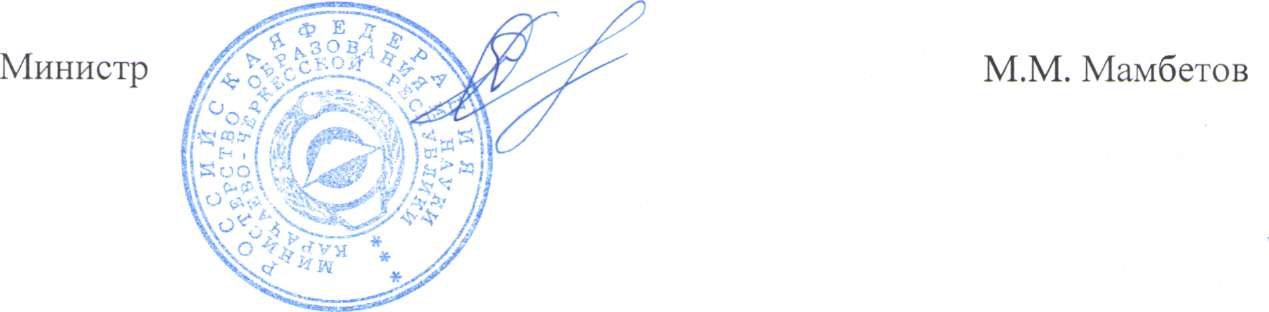 Министр М.М. Мамбетов
РОССИЙСКАЯ ФЕДЕРАЦИЯ
МИНИСТЕРСТВО ОБРАЗОВАНИЯ И НАУКИ
КАРАЧАЕВО-ЧЕРКЕССКОЙ РЕСПУБЛИКИ
* * *